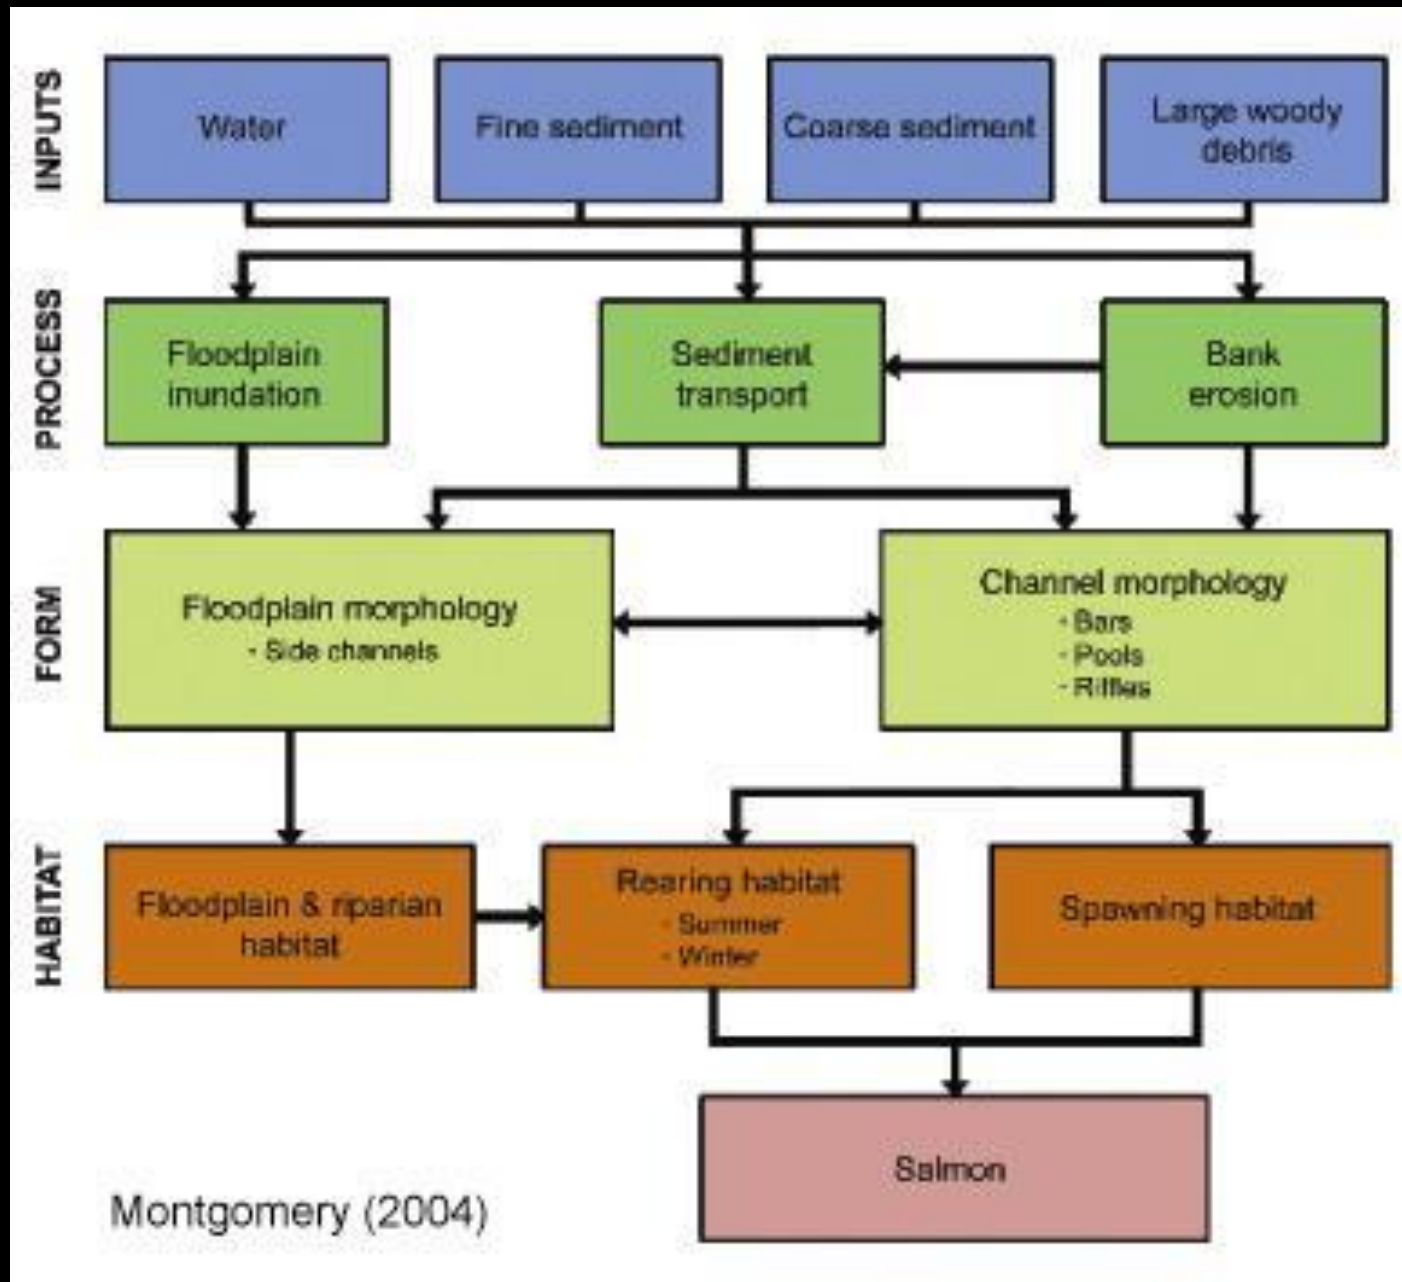 INPUTS
Water
Fine sediment
Coarse sediment
Large woody
debris
PROCESS
Floodplain
inundation
Sediment
transport
Bank
erosion
FORM
Floodplain morphology
- Side channels
Channel morphology
- Bars
- Pools
- Riffles
HABITAT
Floodplain & riparian
habitat
Rearing habitat
- Summer
- Winter
Spawning habitat
Salmon
Montgomery (2004)